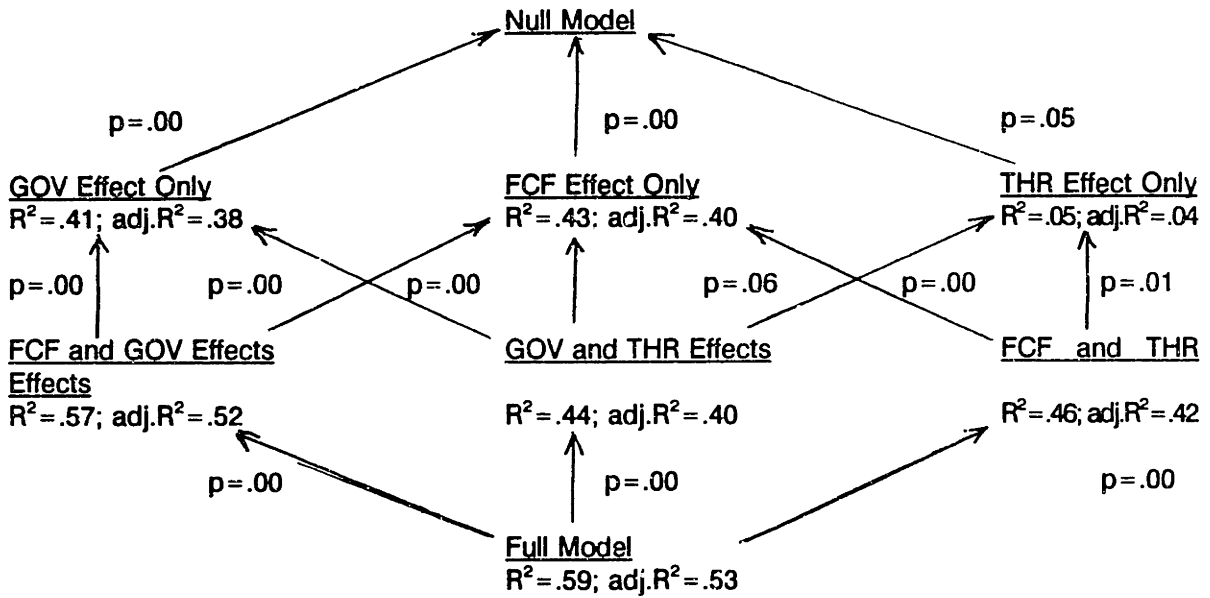 Null Model
p=.00 p=.00 p=.05
GOV Effect Only FCF Effect Only THR Effect Only
R²=.41; adj.R²=.38 R²=.43: adj.R²=.40 R²=.05; adj.R²=.04
p=.00 p=.00 p=.00 p=.06 p=.00 p=.01
FCF and GOV Effects GOV and THR Effects FCF and THR
Effects
R²=.57; adj.R²=.52 R²=.44; adj.R²=.40 R²=.46; adj.R²=.42
p=.00 p=.00 p=.00
Full Model
R²=.59; adj.R²=.53